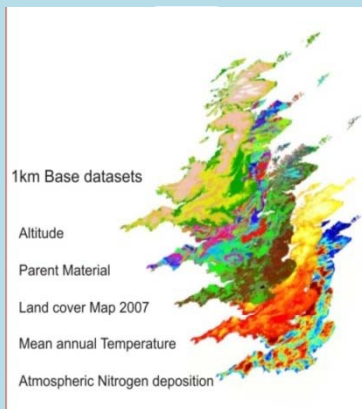 1km Base datasets
Altitude
Parent Material
Land cover Map 2007
Mean annual Temperature
Atmospheric Nitrogen deposition